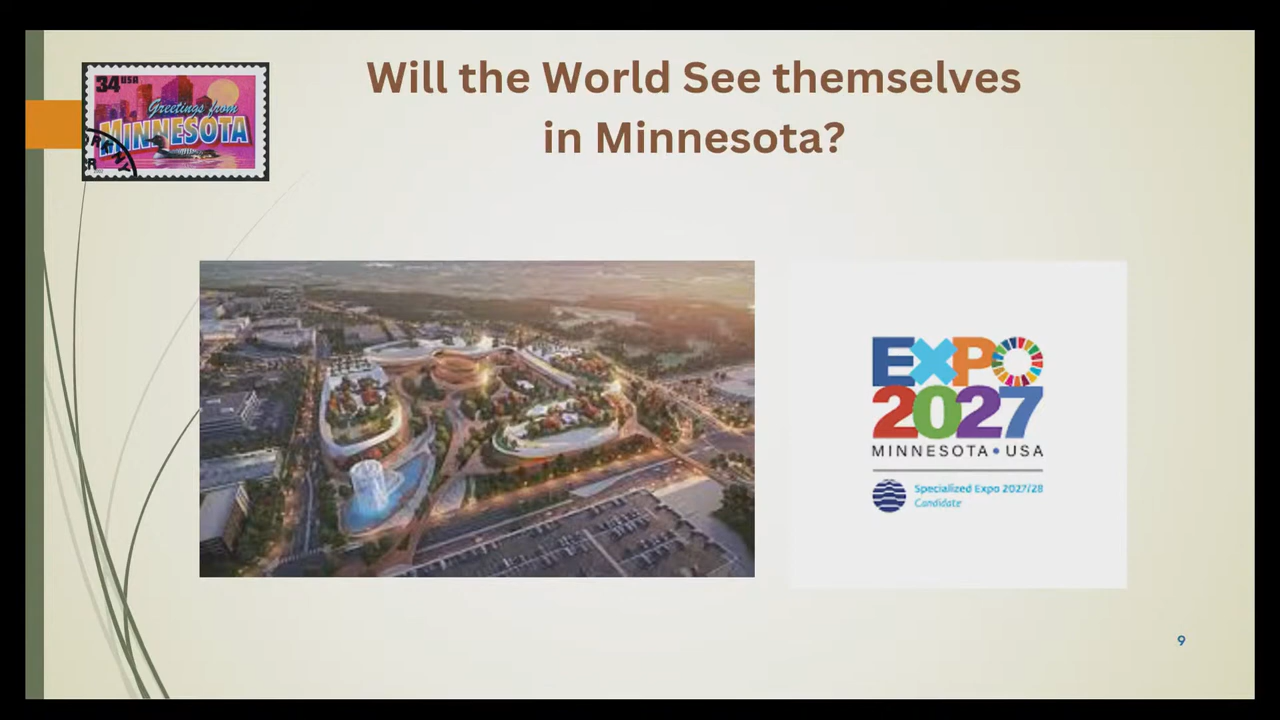 Will the World See themselves
in Minnesota?
34 USA
Greetings from
MINNESOTA
EXPO
2027
MINNESOTA • USA
Specialized Expo 2027/28
Candidate
9